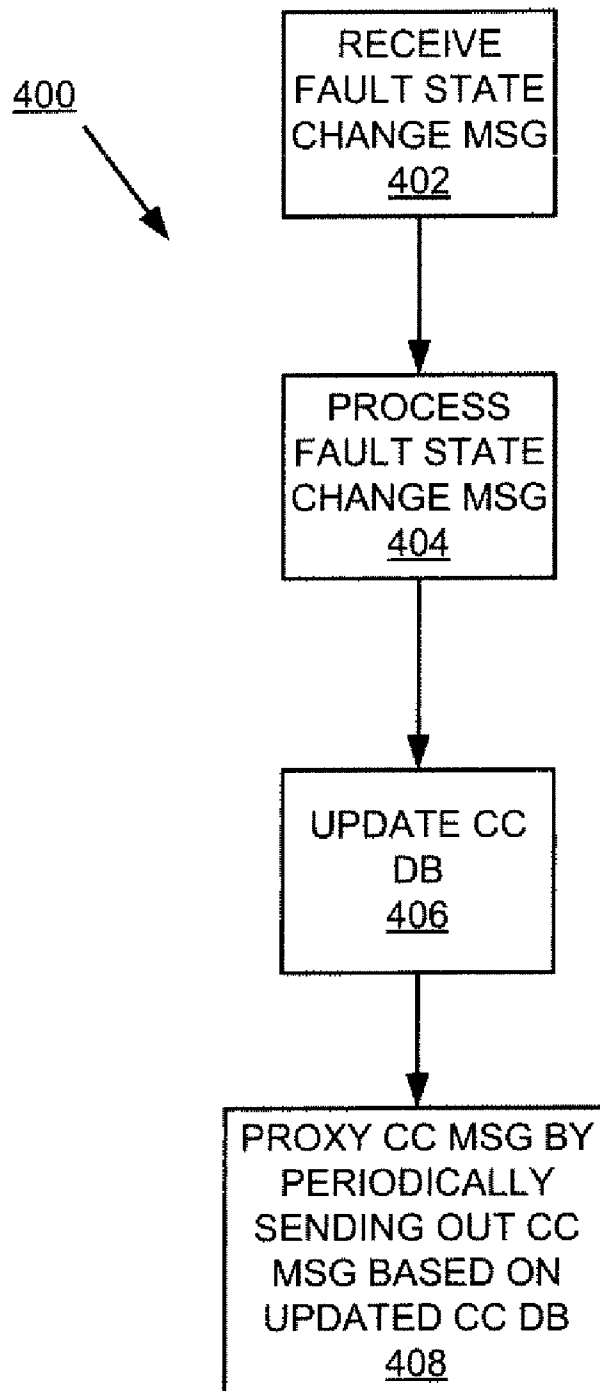 400
RECEIVE
FAULT STATE
CHANGE MSG
402
PROCESS
FAULT STATE
CHANGE MSG
404
UPDATE CC
DB
406
PROXY CC MSG BY
PERIODICALLY
SENDING OUT CC
MSG BASED ON
UPDATED CC DB
408